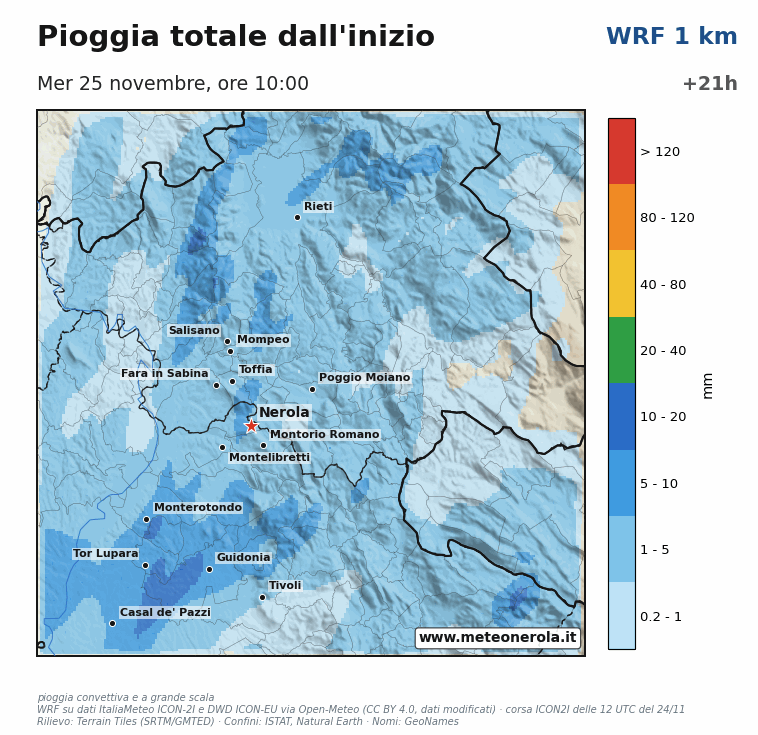 Pioggia totale dall'inizio
WRF 1 km
Mer 25 novembre, ore 10:00
+21h
Rieti
Salisano
Mompeo
Fara in Sabina
Toffia
Poggio Moiano
Nerola
Montorio Romano
Montelibretti
Monterotondo
Tor Lupara
Guidonia
Tivoli
Casal de' Pazzi
www.meteonerola.it
> 120
80 - 120
40 - 80
20 - 40
10 - 20
5 - 10
1 - 5
0.2 - 1
mm
pioggia convettiva e a grande scala
WRF su dati ItaliaMeteo ICON-2I e DWD ICON-EU via Open-Meteo (CC BY 4.0, dati modificati) · corsa ICON2I delle 12 UTC del 24/11
Rilievo: Terrain Tiles (SRTM/GMTED) · Confini: ISTAT, Natural Earth · Nomi: GeoNames